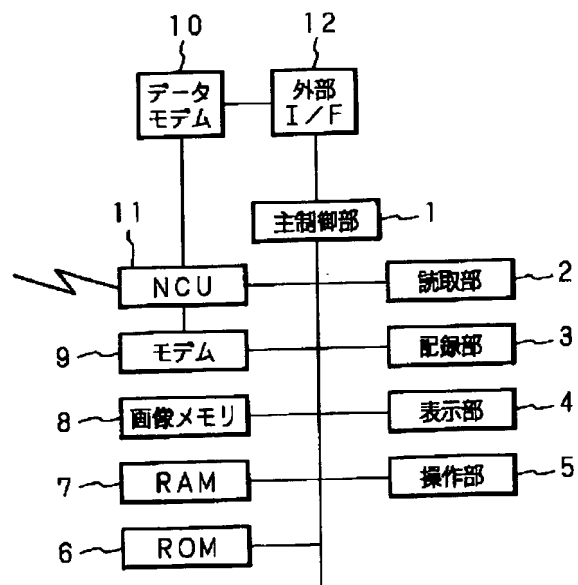 10
12
データ
モデム
外部
I/F
主制御部
1
11
NCU
読取部
2
9
モデム
記録部
3
8
画像メモリ
表示部
4
7
RAM
操作部
5
6
ROM